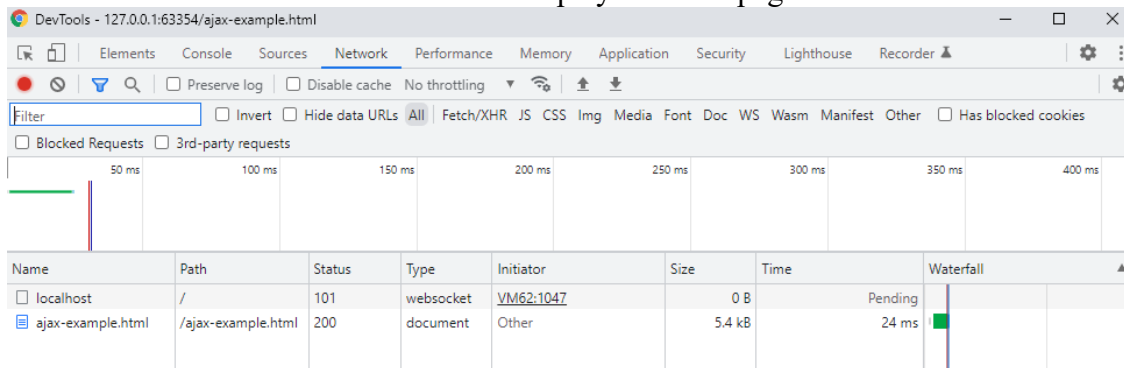 DevTools - 127.0.0.1:63354/ajax-example.html
Elements Console Sources Network Performance Memory Application Security Lighthouse Recorder
Preserve log Disable cache No throttling
Filter Invert Hide data URLs All Fetch/XHR JS CSS Img Media Font Doc WS Wasm Manifest Other Has blocked cookies
Blocked Requests 3rd-party requests
50 ms 100 ms 150 ms 200 ms 250 ms 300 ms 350 ms 400 ms
Name Path Status Type Initiator Size Time Waterfall
localhost / 101 websocket VM62:1047 0 B Pending
ajax-example.html /ajax-example.html 200 document Other 5.4 kB 24 ms